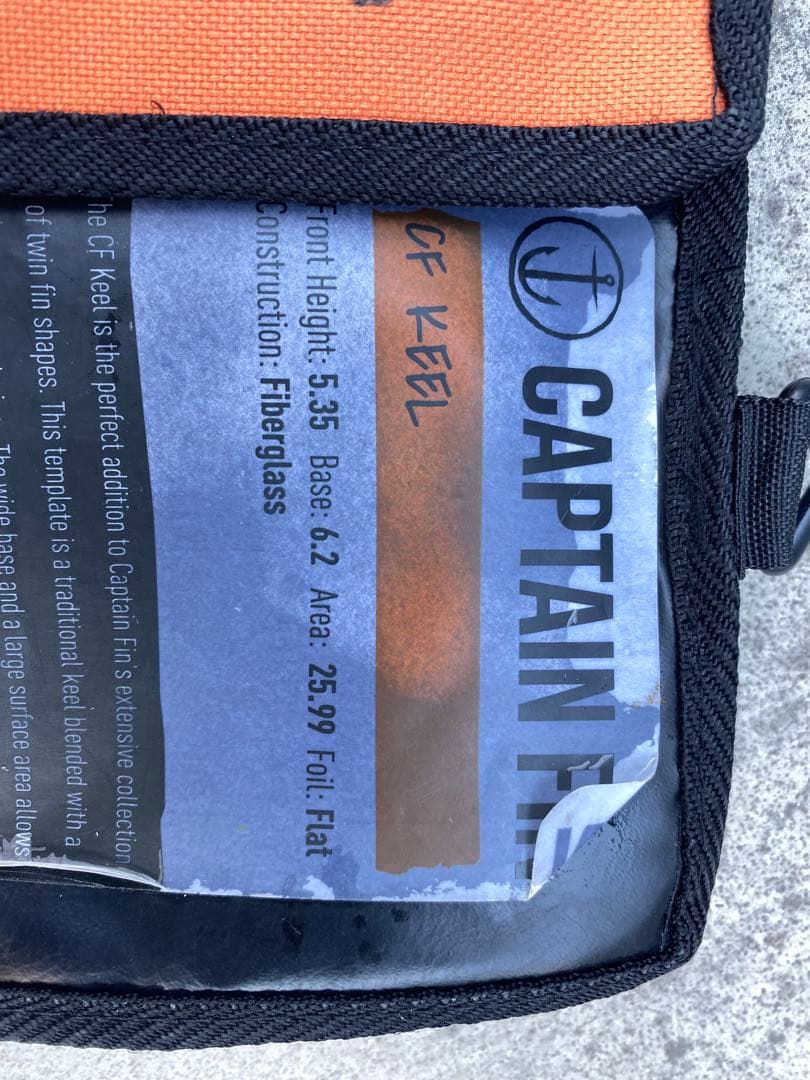 CAPTAIN FIN
CF KEEL
Front Height: 5.35 Base: 6.2 Area: 25.99 Foil: Flat
Construction: Fiberglass
The CF Keel is the perfect addition to Captain Fin's extensive collection
of twin fin shapes. This template is a traditional keel blended with a
The wide base and a large surface area allows